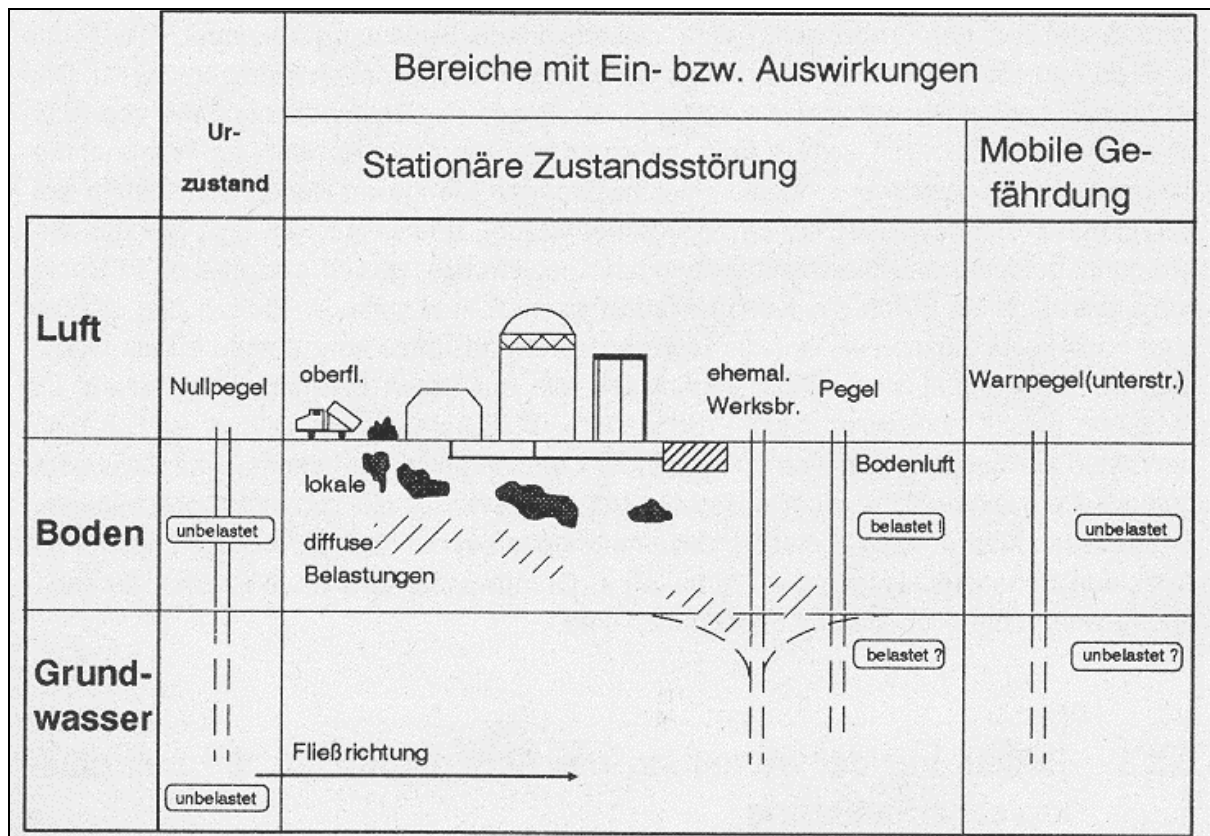 Bereiche mit Ein- bzw. Auswirkungen
Ur-
zustand
Stationäre Zustandsstörung
Mobile Ge-
fährdung
Luft
Nullpegel
oberfl.
ehemal.
Werksbr.
Pegel
Warnpegel(unterstr.)
Boden
unbelastet
lokale
diffuse
Belastungen
Bodenluft
belastet !
unbelastet
Grund-
wasser
belastet ?
unbelastet ?
Fließrichtung
unbelastet